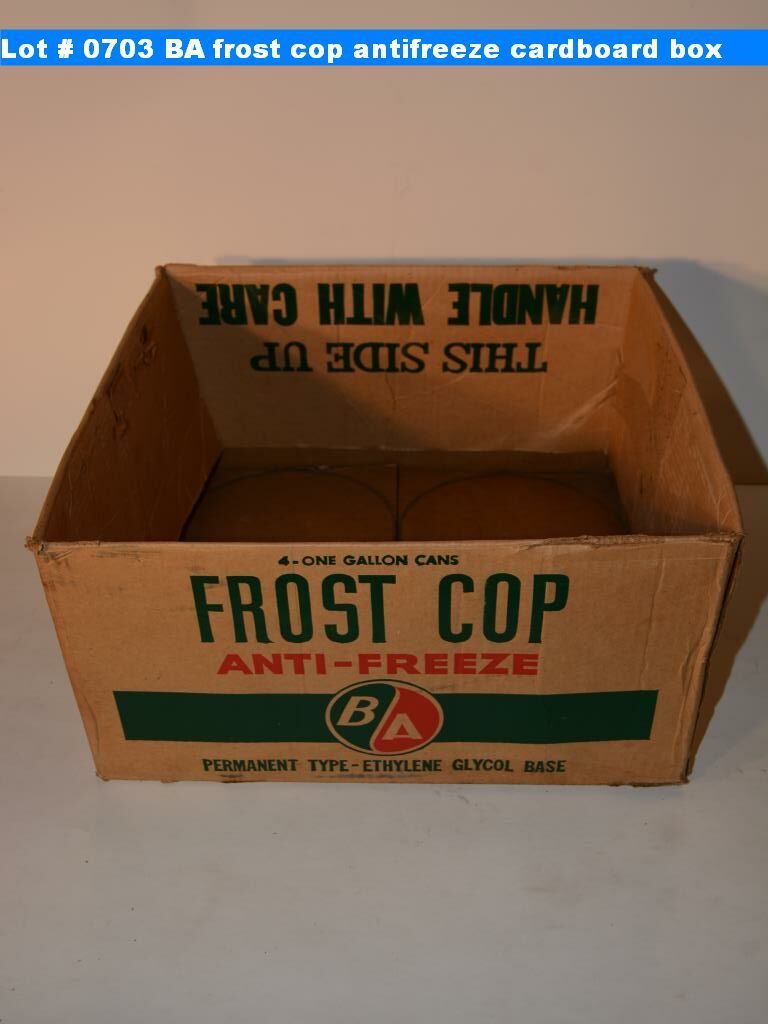 Lot # 0703 BA frost cop antifreeze cardboard box
HANDLE WITH CARE
THIS SIDE UP
4-ONE GALLON CANS
FROST COP
ANTI-FREEZE
BA
PERMANENT TYPE-ETHYLENE GLYCOL BASE